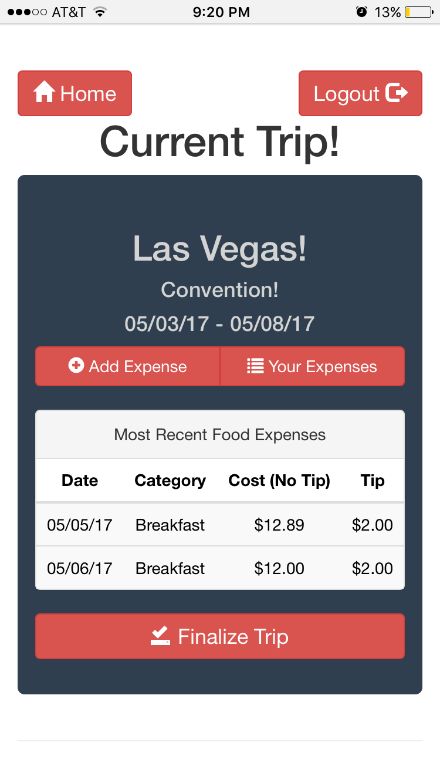 AT&T 9:20 PM 13%
Home Logout
Current Trip!
Las Vegas!
Convention!
05/03/17 - 05/08/17
Add Expense Your Expenses
Most Recent Food Expenses
Date Category Cost (No Tip) Tip
05/05/17 Breakfast $12.89 $2.00
05/06/17 Breakfast $12.00 $2.00
Finalize Trip